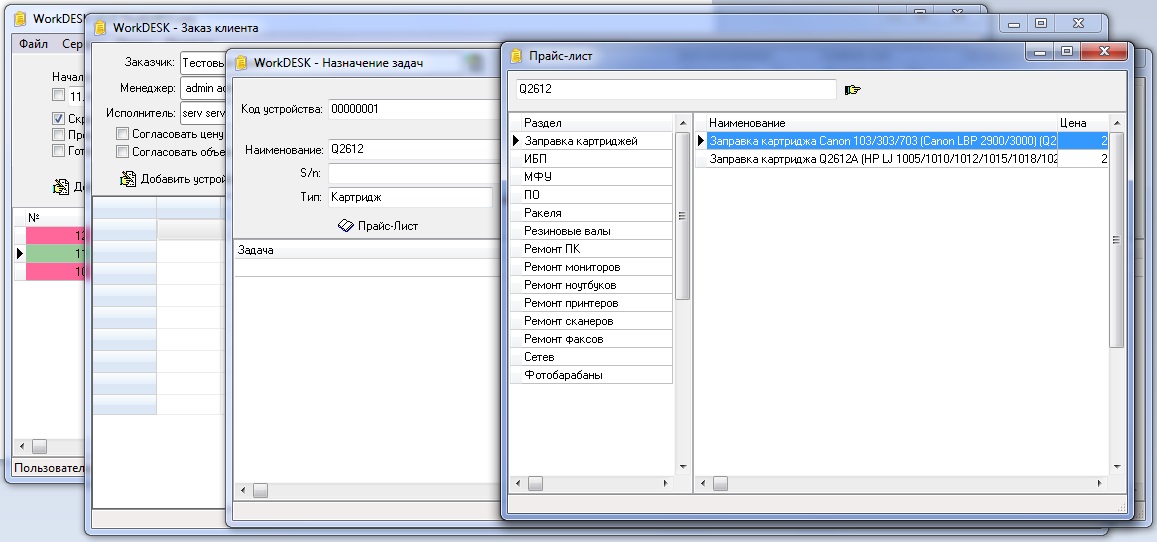 WorkDESK
Файл Сер
Начал
11.
Скр
Про
Гот
До
№
12
11
10
Пользовател
WorkDESK - Заказ клиента
Заказчик: Тестовы
Менеджер: admin ad
Исполнитель: serv serv
Согласовать цену
Согласовать объе
Добавить устрой
WorkDESK - Назначение задач
Код устройства: 00000001
Наименование: Q2612
S/n:
Тип: Картридж
Прайс-Лист
Задача
Прайс-лист
Q2612
Раздел
Заправка картриджей
ИБП
МФУ
ПО
Ракеля
Резиновые валы
Ремонт ПК
Ремонт мониторов
Ремонт ноутбуков
Ремонт принтеров
Ремонт сканеров
Ремонт факсов
Сетев
Фотобарабаны
Наименование Цена
Заправка картриджа Canon 103/303/703 (Canon LBP 2900/3000) (Q2 2
Заправка картриджа Q2612A (HP LJ 1005/1010/1012/1015/1018/102 2